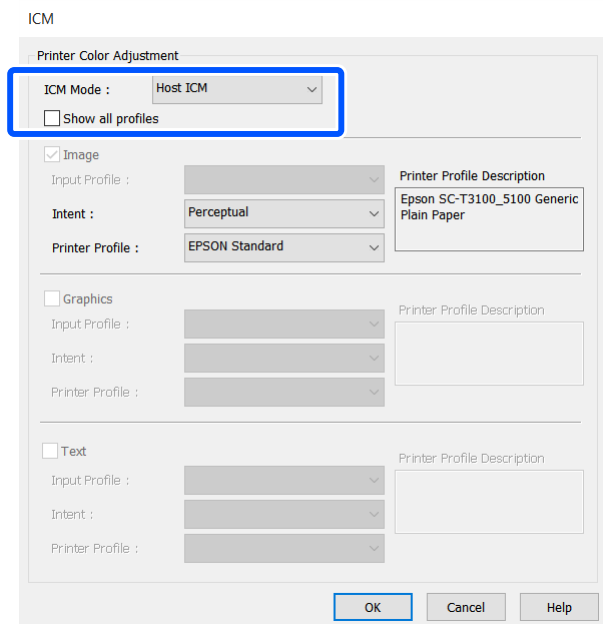 ICM
Printer Color Adjustment
ICM Mode :
Host ICM
Show all profiles
Image
Input Profile :
Printer Profile Description
Intent :
Perceptual
Epson SC-T3100_5100 Generic
Plain Paper
Printer Profile :
EPSON Standard
Graphics
Input Profile :
Printer Profile Description
Intent :
Printer Profile :
Text
Input Profile :
Printer Profile Description
Intent :
Printer Profile :
OK
Cancel
Help